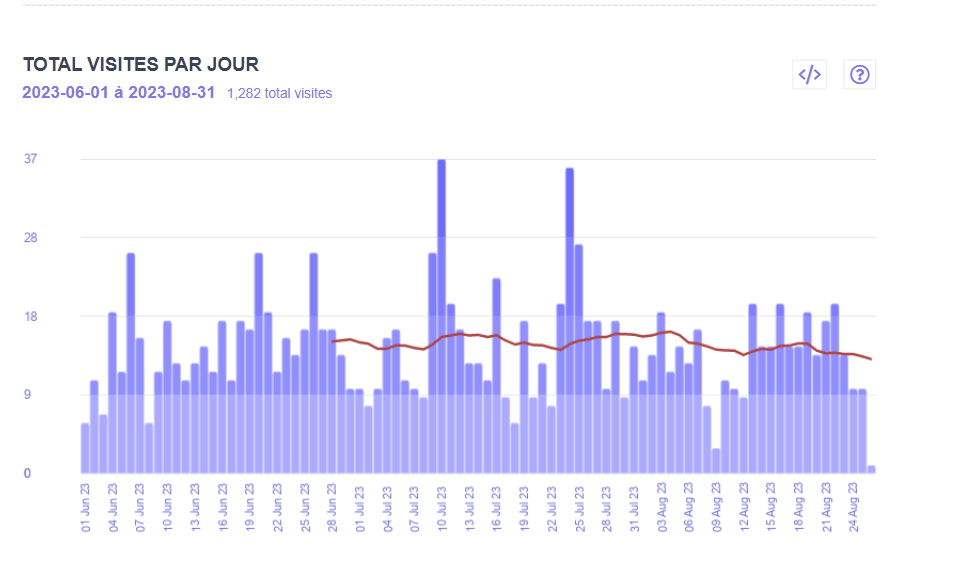 TOTAL VISITES PAR JOUR
2023-06-01 à 2023-08-31 1,282 total visites
</>
?
37
28
18
9
0
01 Jun 23
04 Jun 23
07 Jun 23
10 Jun 23
13 Jun 23
16 Jun 23
19 Jun 23
22 Jun 23
25 Jun 23
28 Jun 23
01 Jul 23
04 Jul 23
07 Jul 23
10 Jul 23
13 Jul 23
16 Jul 23
19 Jul 23
22 Jul 23
25 Jul 23
28 Jul 23
31 Jul 23
03 Aug 23
06 Aug 23
09 Aug 23
12 Aug 23
15 Aug 23
18 Aug 23
21 Aug 23
24 Aug 23